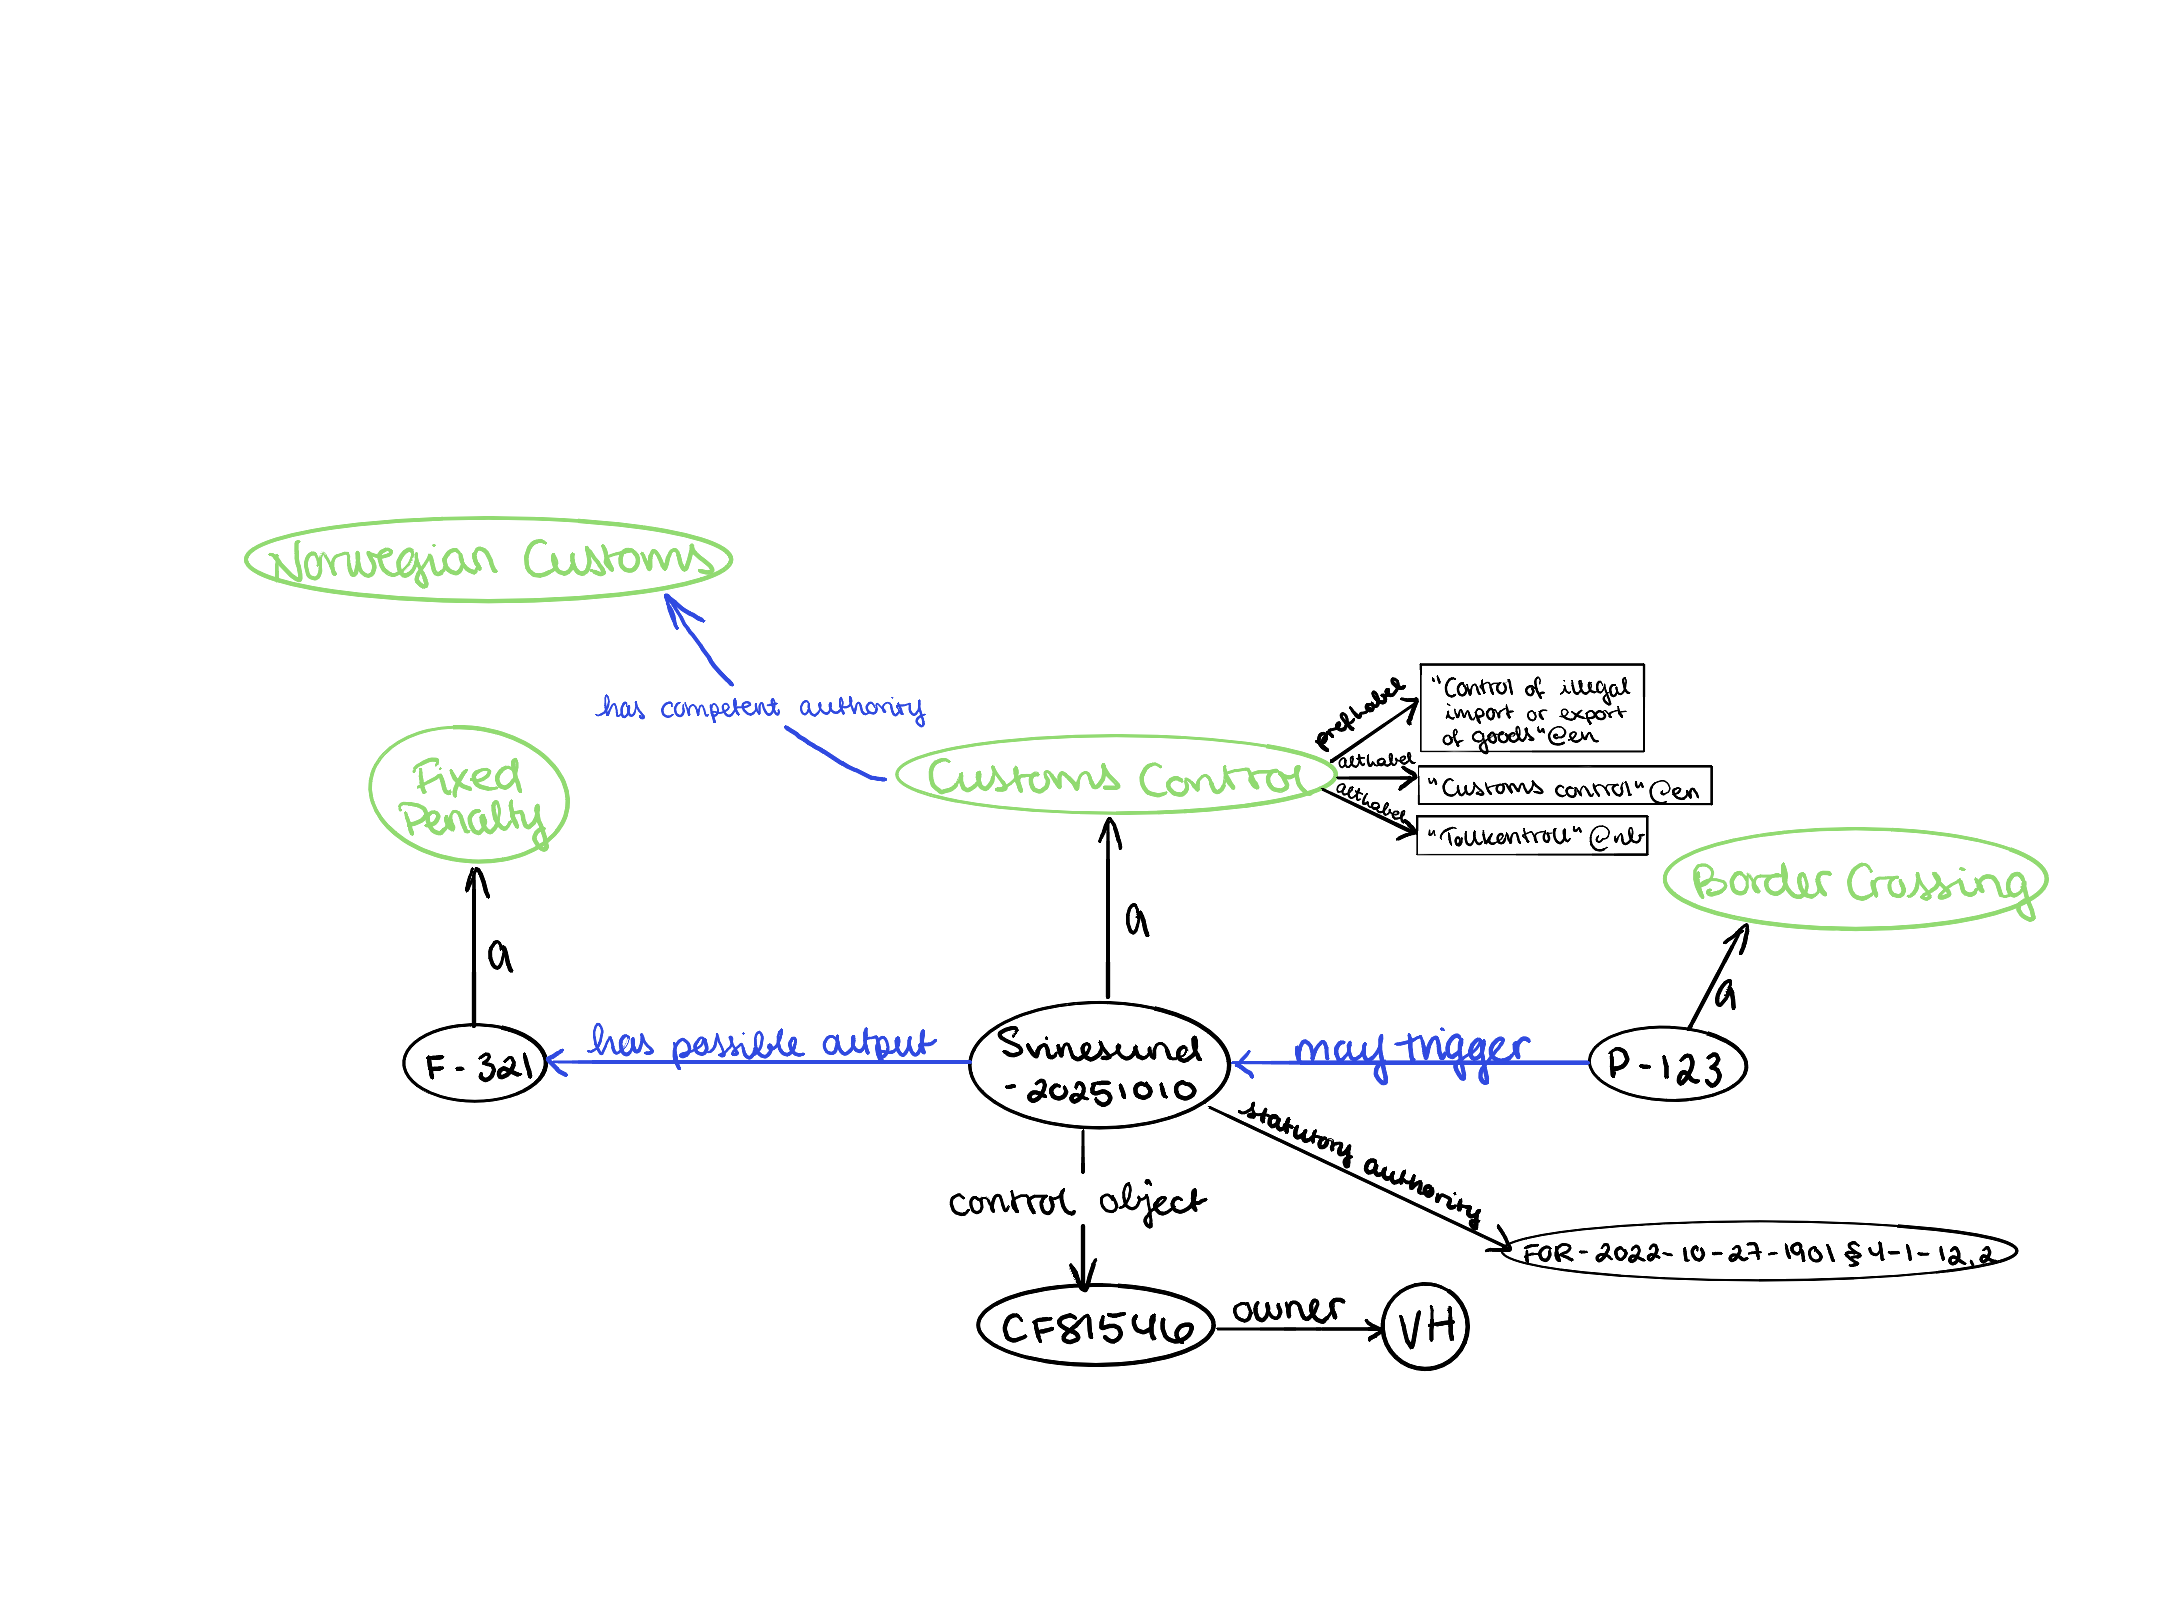 Norwegian Customs
has competent authority
Fixed
Penalty
Customs Control
prefLabel
"Control of illegal
import or export
of goods"@en
altLabel
"Customs control"@en
altLabel
"Tollkontroll"@nb
Border Crossing
a
a
a
F-321
has possible output
Svinesund
-20251010
may trigger
P-123
statutory authority
control object
FOR-2022-10-27-1901 § 4-1-12,2
CF81546
owner
VH